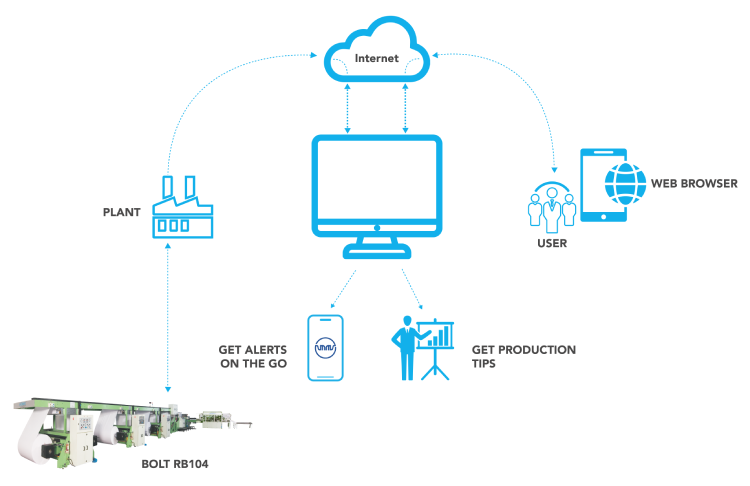 Internet
WEB BROWSER
PLANT
USER
GET ALERTS
ON THE GO
GET PRODUCTION
TIPS
BOLT RB104